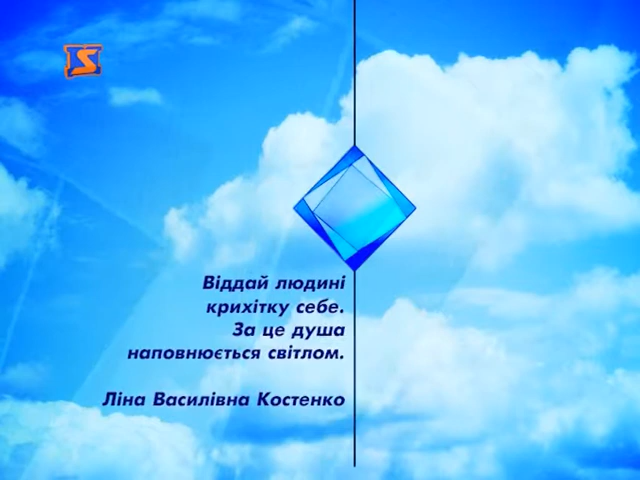 Віддай людині
крихітку себе.
За це душа
наповнюється світлом.
Ліна Василівна Костенко